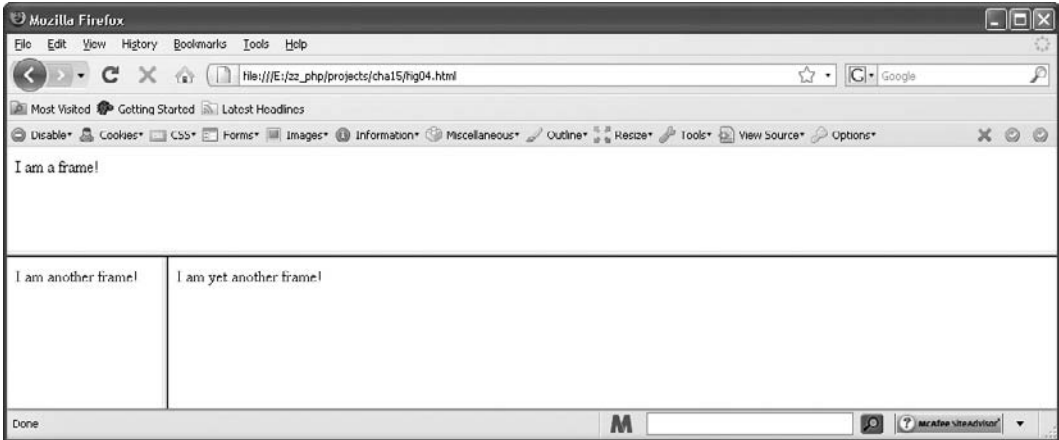 Mozilla Firefox
File Edit View History Bookmarks Tools Help
file:///E:/zz_php/projects/cha15/fig04.html
Google
Most Visited Getting Started Latest Headlines
Disable Cookies CSS Forms Images Information Miscellaneous Outline Resize Tools View Source Options
I am a frame!
I am another frame!
I am yet another frame!
Done
M
McAfee SiteAdvisor